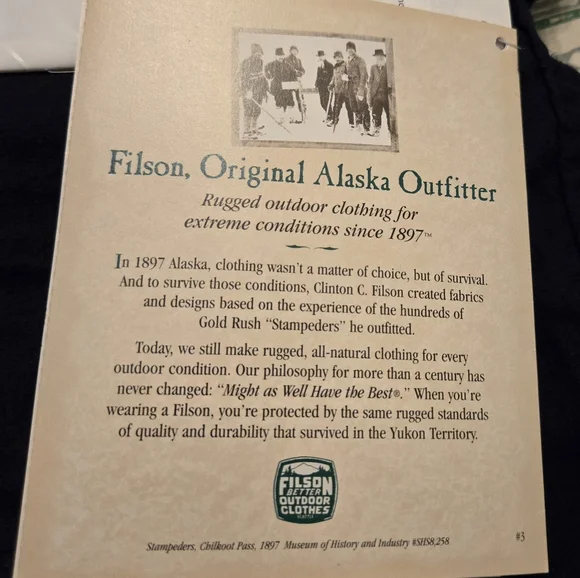 Filson, Original Alaska Outfitter
Rugged outdoor clothing for
extreme conditions since 1897™
In 1897 Alaska, clothing wasn't a matter of choice, but of survival.
And to survive those conditions, Clinton C. Filson created fabrics
and designs based on the experience of the hundreds of
Gold Rush "Stampeders" he outfitted.
Today, we still make rugged, all-natural clothing for every
outdoor condition. Our philosophy for more than a century has
never changed: "Might as Well Have the Best®." When you're
wearing a Filson, you're protected by the same rugged standards
of quality and durability that survived in the Yukon Territory.
FILSON
BETTER
OUTDOOR
CLOTHES
SEATTLE
Stampeders, Chilkoot Pass, 1897 Museum of History and Industry #SHS8,258
#3